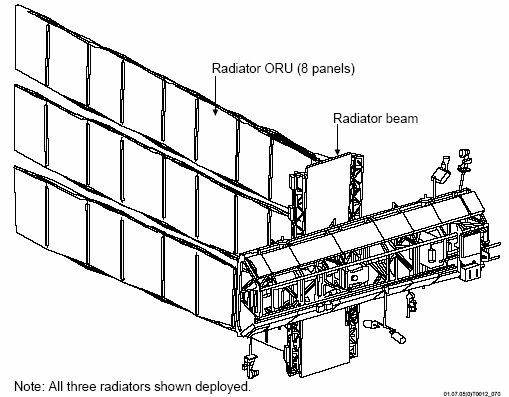 Radiator ORU (8 panels)
Radiator beam
Note: All three radiators shown deployed.
01.07.05(0)T0012_070